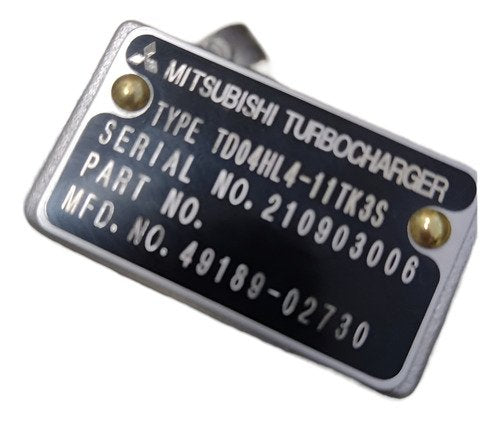 MITSUBISHI TURBOCHARGER
TYPE TD04HL4-11TK3S
SERIAL NO. 210903006
PART NO.
MFD. NO. 49189-02730